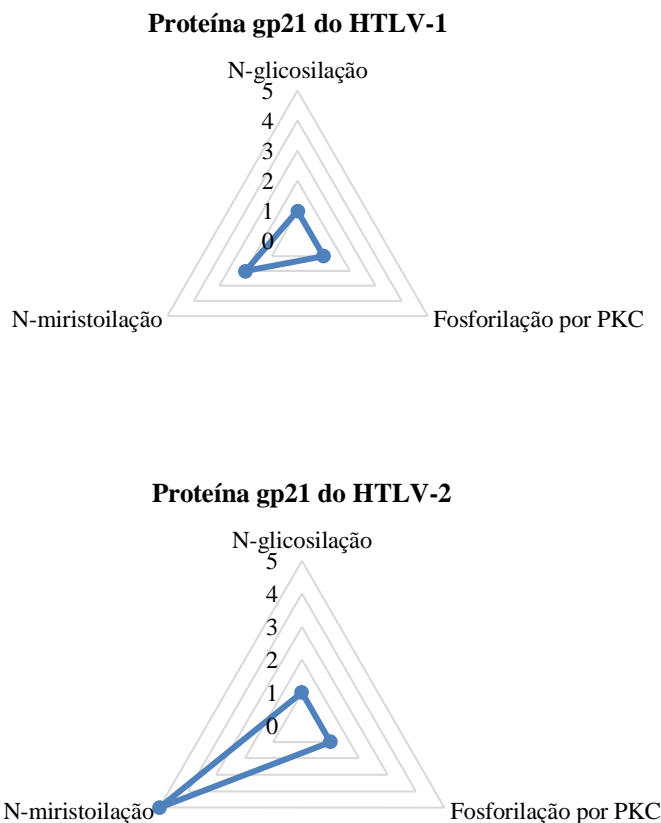 Proteína gp21 do HTLV-1
N-glicosilação
5
4
3
2
1
0
N-miristoilação
Fosforilação por PKC
Proteína gp21 do HTLV-2
N-glicosilação
5
4
3
2
1
0
N-miristoilação
Fosforilação por PKC